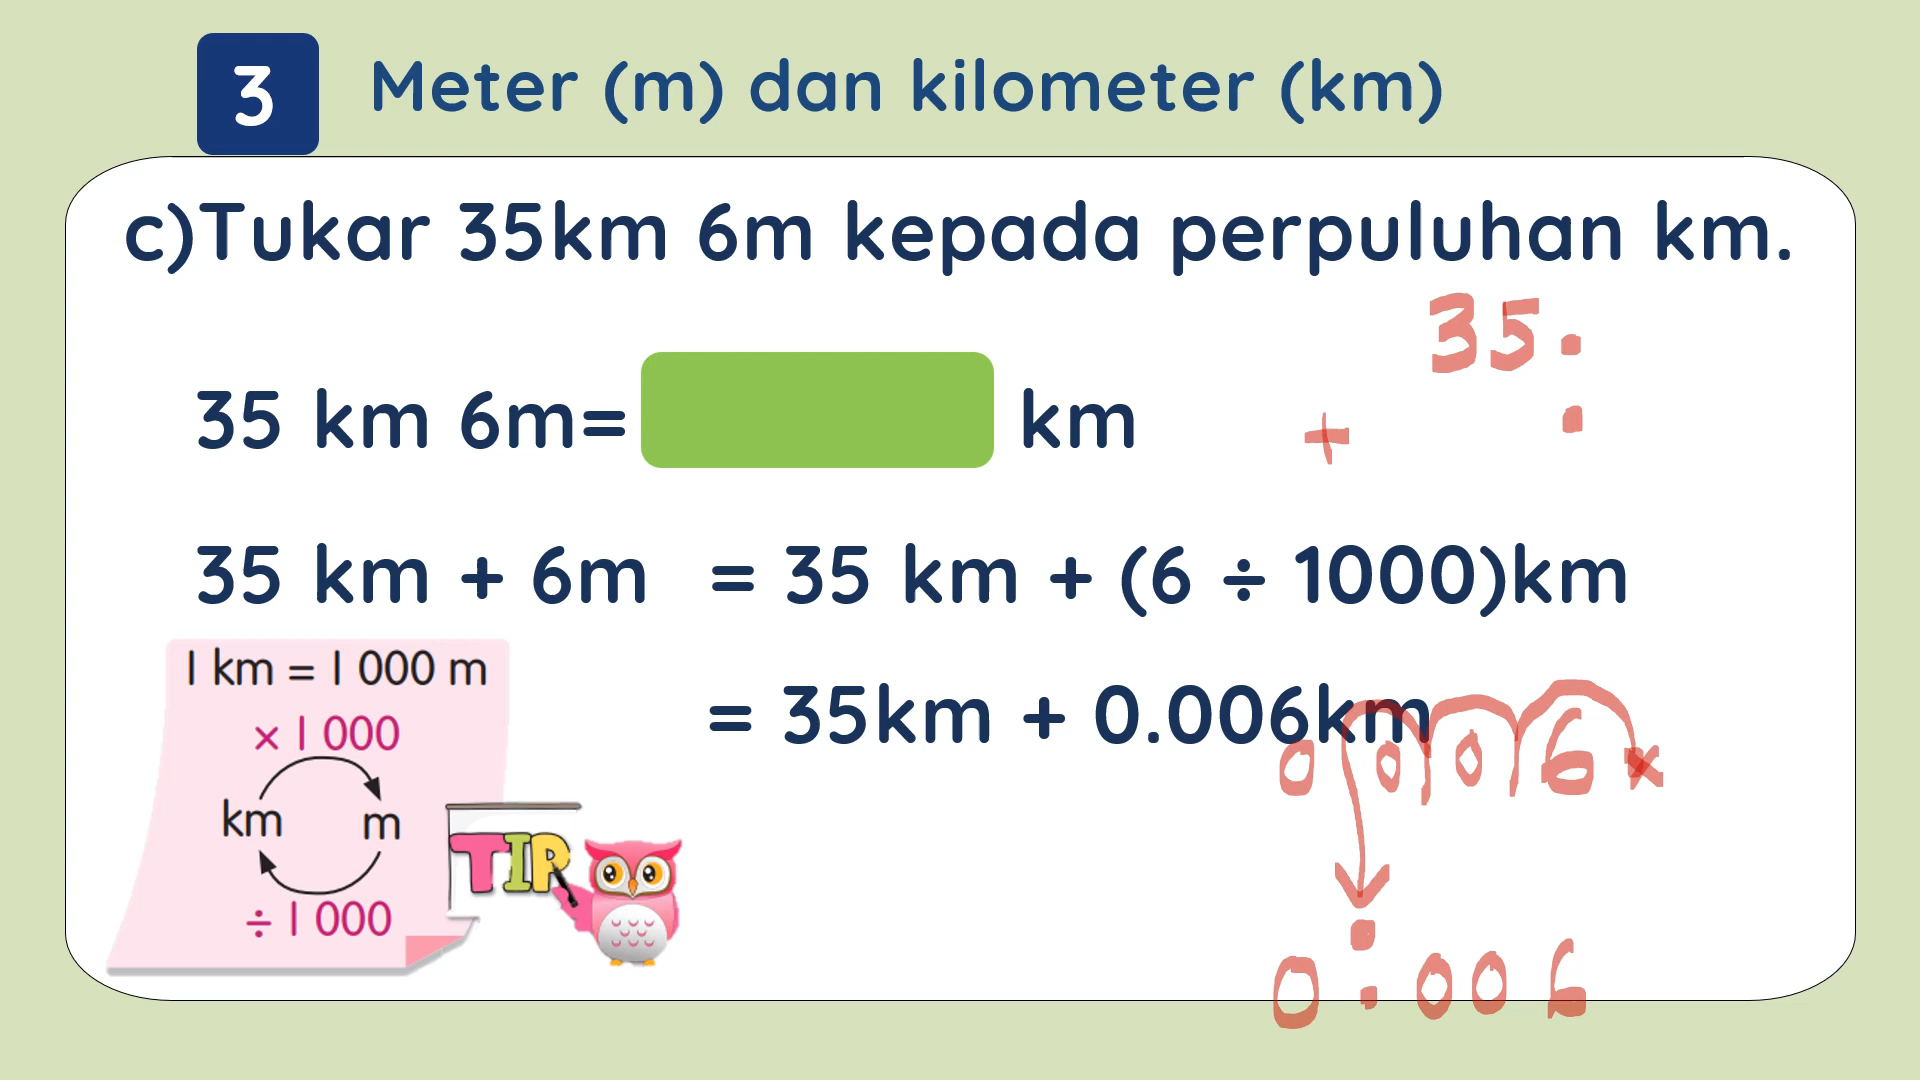 3
Meter (m) dan kilometer (km)
c)Tukar 35km 6m kepada perpuluhan km.
35.
35 km 6m= km
+ .
35 km + 6m = 35 km + (6 ÷ 1000)km
1 km = 1 000 m
= 35km + 0.006km
× 1 000
0 0 0 6 ×
km m
TIP
÷ 1 000
0.006